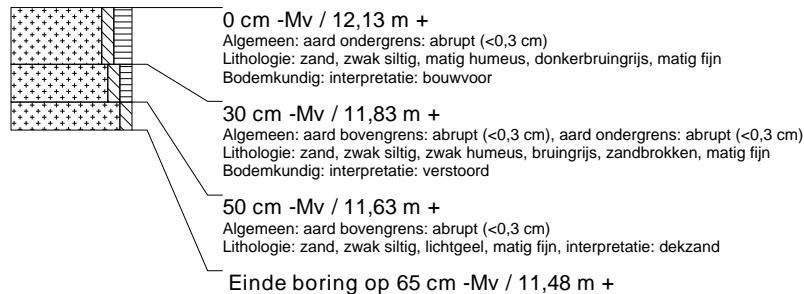 0 cm -Mv / 12,13 m +
Algemeen: aard ondergrens: abrupt (<0,3 cm)
Lithologie: zand, zwak siltig, matig humeus, donkerbruingrijs, matig fijn
Bodemkundig: interpretatie: bouwvoor
30 cm -Mv / 11,83 m +
Algemeen: aard bovengrens: abrupt (<0,3 cm), aard ondergrens: abrupt (<0,3 cm)
Lithologie: zand, zwak siltig, zwak humeus, bruingrijs, zandbrokken, matig fijn
Bodemkundig: interpretatie: verstoord
50 cm -Mv / 11,63 m +
Algemeen: aard bovengrens: abrupt (<0,3 cm)
Lithologie: zand, zwak siltig, lichtgeel, matig fijn, interpretatie: dekzand
Einde boring op 65 cm -Mv / 11,48 m +